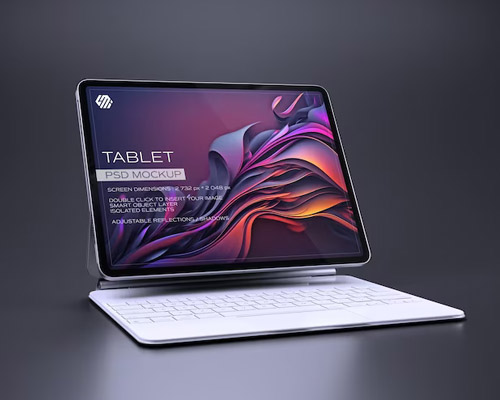 TABLET
PSD MOCKUP
SCREEN DIMENSIONS: 2 732 px * 2 048 px
DOUBLE CLICK TO INSERT YOUR IMAGE
SMART OBJECT LAYER
ISOLATED ELEMENTS
ADJUSTABLE REFLECTIONS / SHADOWS